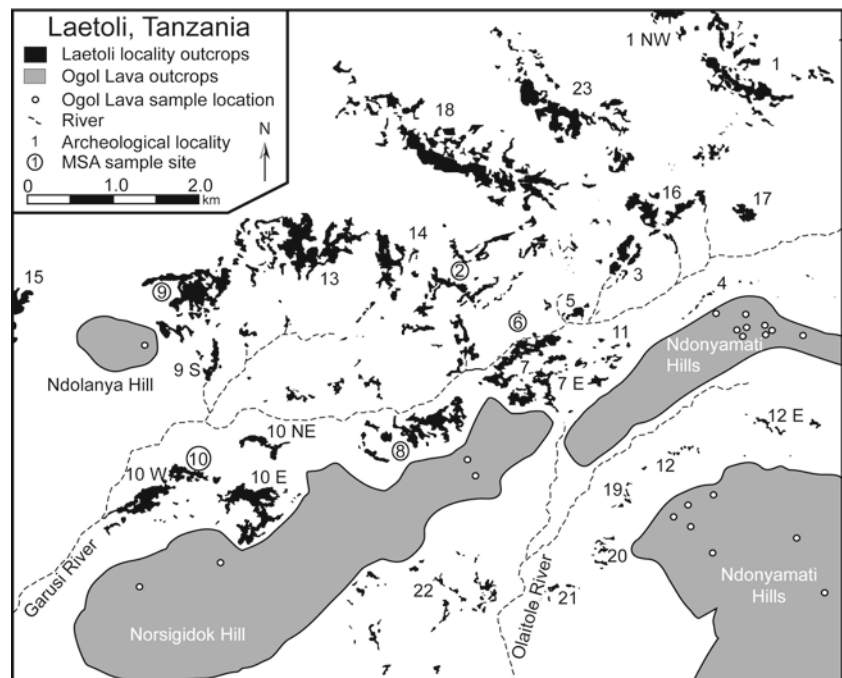 Laetoli, Tanzania
Laetoli locality outcrops
Ogol Lava outcrops
Ogol Lava sample location
River
1 Archeological locality
1 MSA sample site
N
0 1.0 2.0
km
1 NW
1
23
18
16
17
14
13
2
3
15
9
5
4
6
11
Ndonyamati
Hills
Ndolanya Hill
9 S
7
7 E
10 NE
8
12 E
10
10 W
10 E
12
19
20
Garusi River
22
21
Olaitole River
Ndonyamati
Hills
Norsigidok Hill